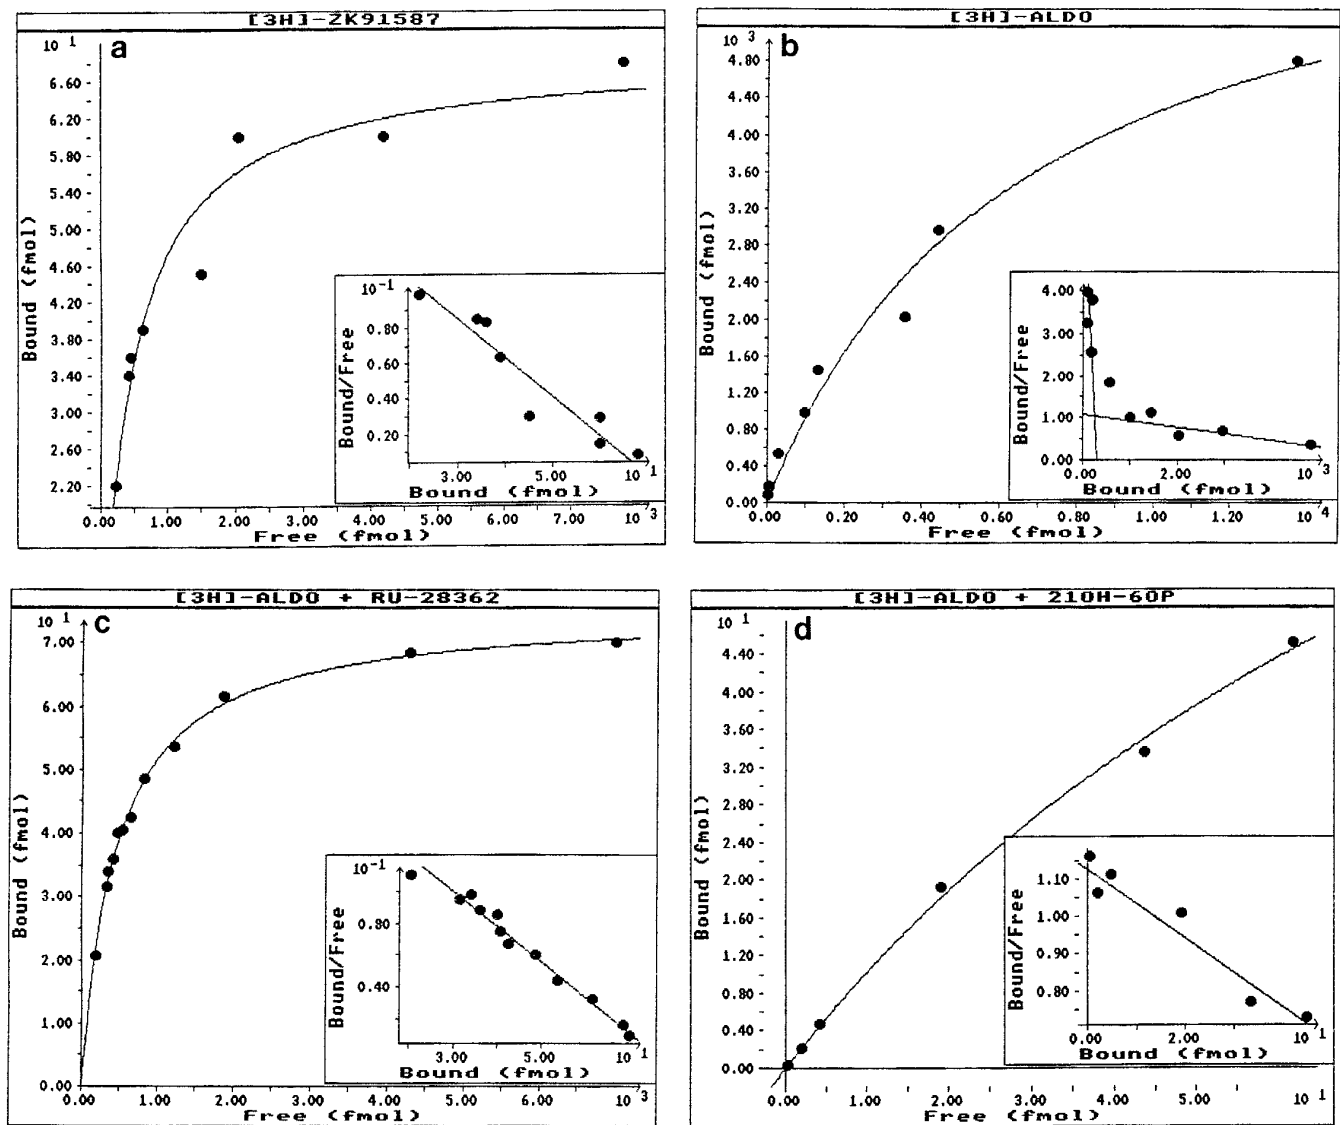 [3H]-ZK91587
a
10 1
6.60
6.20
5.80
5.40
5.00
4.60
4.20
3.80
3.40
3.00
2.60
2.20
Bound (fmol)
0.00 1.00 2.00 3.00 4.00 5.00 6.00 7.00 10 3
Free (fmol)
10 -1
0.80
0.60
0.40
0.20
Bound/Free
3.00 5.00 10 1
Bound (fmol)
[3H]-ALDO
b
10 3
4.80
4.40
4.00
3.60
3.20
2.80
2.40
2.00
1.60
1.20
0.80
0.40
0.00
Bound (fmol)
0.00 0.40 0.80 1.20 10 4
Free (fmol)
4.00
3.00
2.00
1.00
0.00
Bound/Free
0.00 2.00 10 3
Bound (fmol)
[3H]-ALDO + RU-28362
c
10 1
7.00
6.00
5.00
4.00
3.00
2.00
1.00
0.00
Bound (fmol)
0.00 1.00 2.00 3.00 4.00 5.00 6.00 10 3
Free (fmol)
10 -1
0.80
0.40
Bound/Free
3.00 5.00 10 1
Bound (fmol)
[3H]-ALDO + 21OH-6OP
d
10 1
4.40
4.00
3.60
3.20
2.80
2.40
2.00
1.60
1.20
0.80
0.40
0.00
Bound (fmol)
0.00 1.00 2.00 3.00 4.00 5.00 10 1
Free (fmol)
1.10
1.00
0.90
0.80
Bound/Free
0.00 2.00 10 1
Bound (fmol)